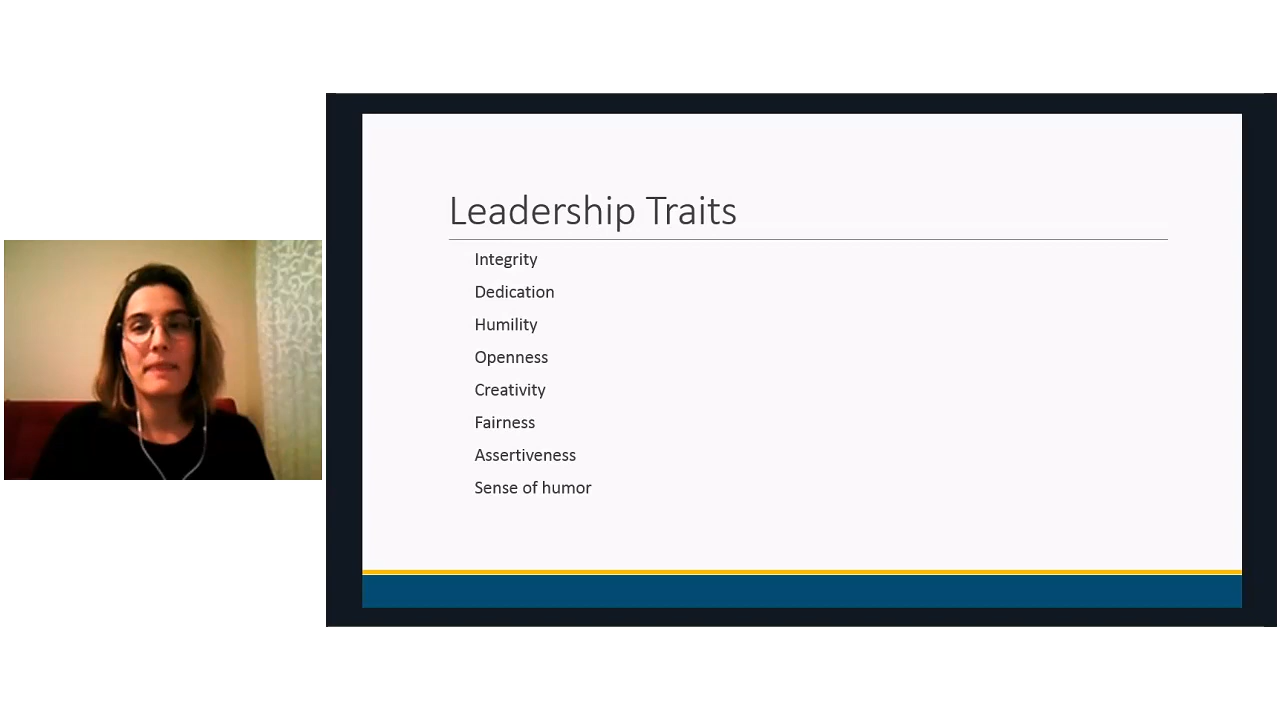 Leadership Traits
Integrity
Dedication
Humility
Openness
Creativity
Fairness
Assertiveness
Sense of humor